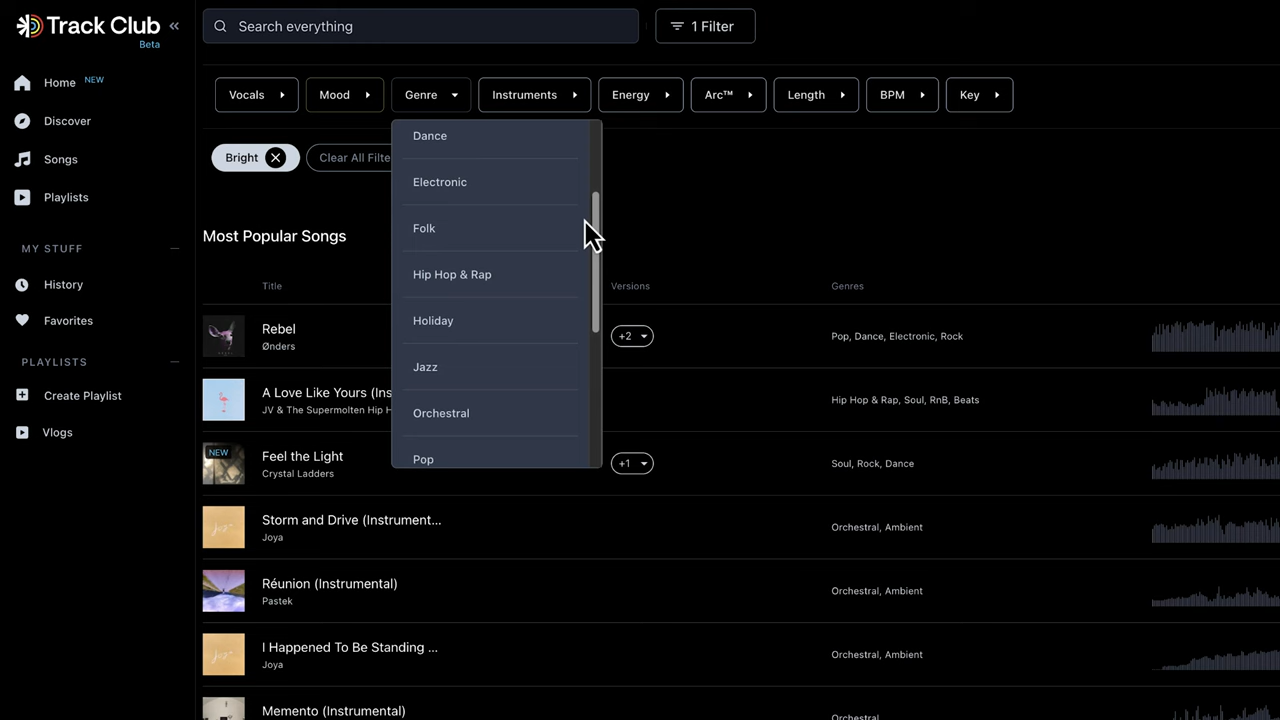 Track Club
Beta
Search everything
1 Filter
Home NEW
Discover
Songs
Playlists
MY STUFF
History
Favorites
PLAYLISTS
Create Playlist
Vlogs
Vocals
Mood
Genre
Instruments
Energy
Arc™
Length
BPM
Key
Bright
Clear All Filte
Dance
Electronic
Folk
Hip Hop & Rap
Holiday
Jazz
Orchestral
Pop
Most Popular Songs
Title
Versions
Genres
Rebel
Ønders
+2
Pop, Dance, Electronic, Rock
A Love Like Yours (Ins
JV & The Supermolten Hip H
Hip Hop & Rap, Soul, RnB, Beats
NEW
Feel the Light
Crystal Ladders
+1
Soul, Rock, Dance
Storm and Drive (Instrument...
Joya
Orchestral, Ambient
Réunion (Instrumental)
Pastek
Orchestral, Ambient
I Happened To Be Standing ...
Joya
Orchestral, Ambient
Memento (Instrumental)
Orchestral, Ambient